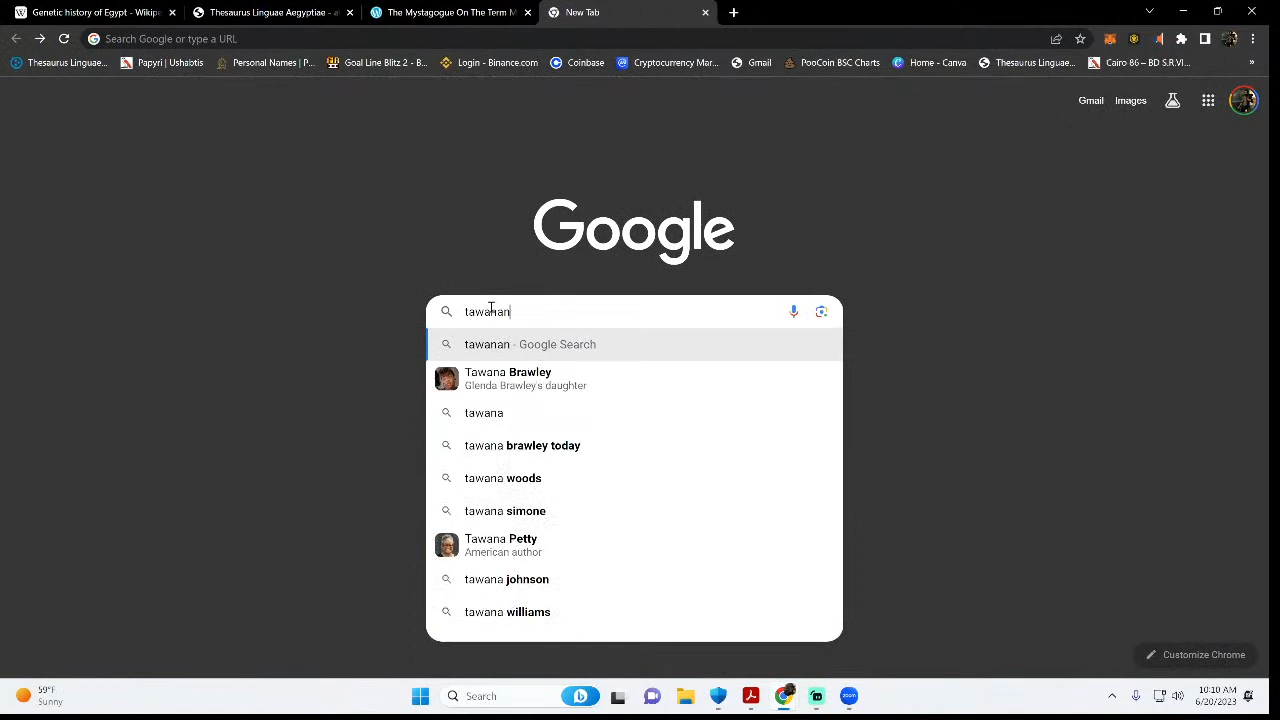 Genetic history of Egypt - Wikipe
Thesaurus Linguae Aegyptiae - al
The Mystagogue On The Term M
New Tab
Search Google or type a URL
Thesaurus Linguae...
Papyri | Ushabtis
Personal Names | P...
Goal Line Blitz 2 - B...
Login - Binance.com
Coinbase
Cryptocurrency Mar...
Gmail
PooCoin BSC Charts
Home - Canva
Thesaurus Linguae...
Cairo 86 – BD S.R.VI...
»
Gmail
Images
Google
tawanan
tawanan - Google Search
Tawana Brawley
Glenda Brawley's daughter
tawana
tawana brawley today
tawana woods
tawana simone
Tawana Petty
American author
tawana johnson
tawana williams
Customize Chrome
59°F
Sunny
Search
zoom
10:10 AM
6/20/2023